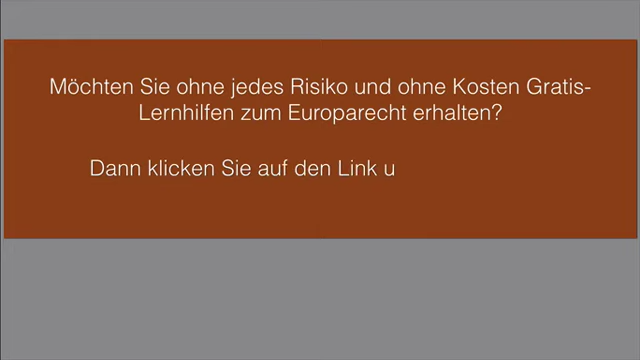 Möchten Sie ohne jedes Risiko und ohne Kosten Gratis-
Lernhilfen zum Europarecht erhalten?
Dann klicken Sie auf den Link u